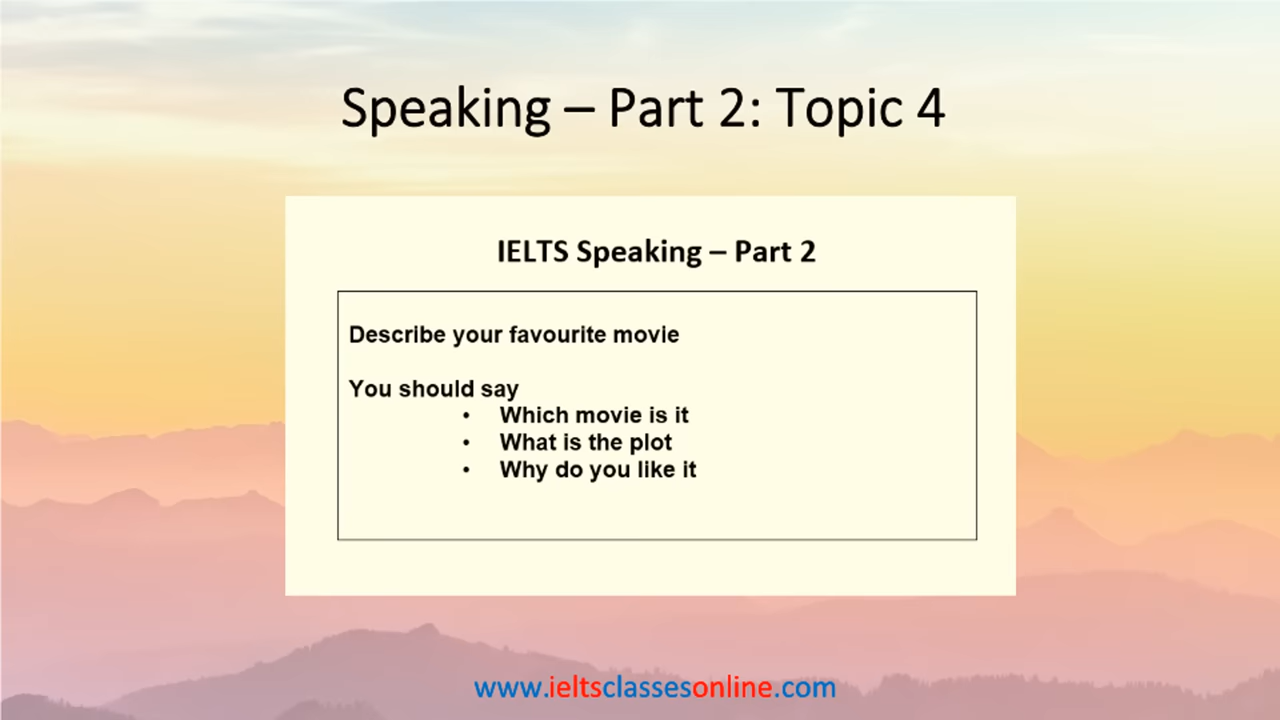 Speaking – Part 2: Topic 4
IELTS Speaking – Part 2
Describe your favourite movie
You should say
• Which movie is it
• What is the plot
• Why do you like it
www.ieltsclassesonline.com